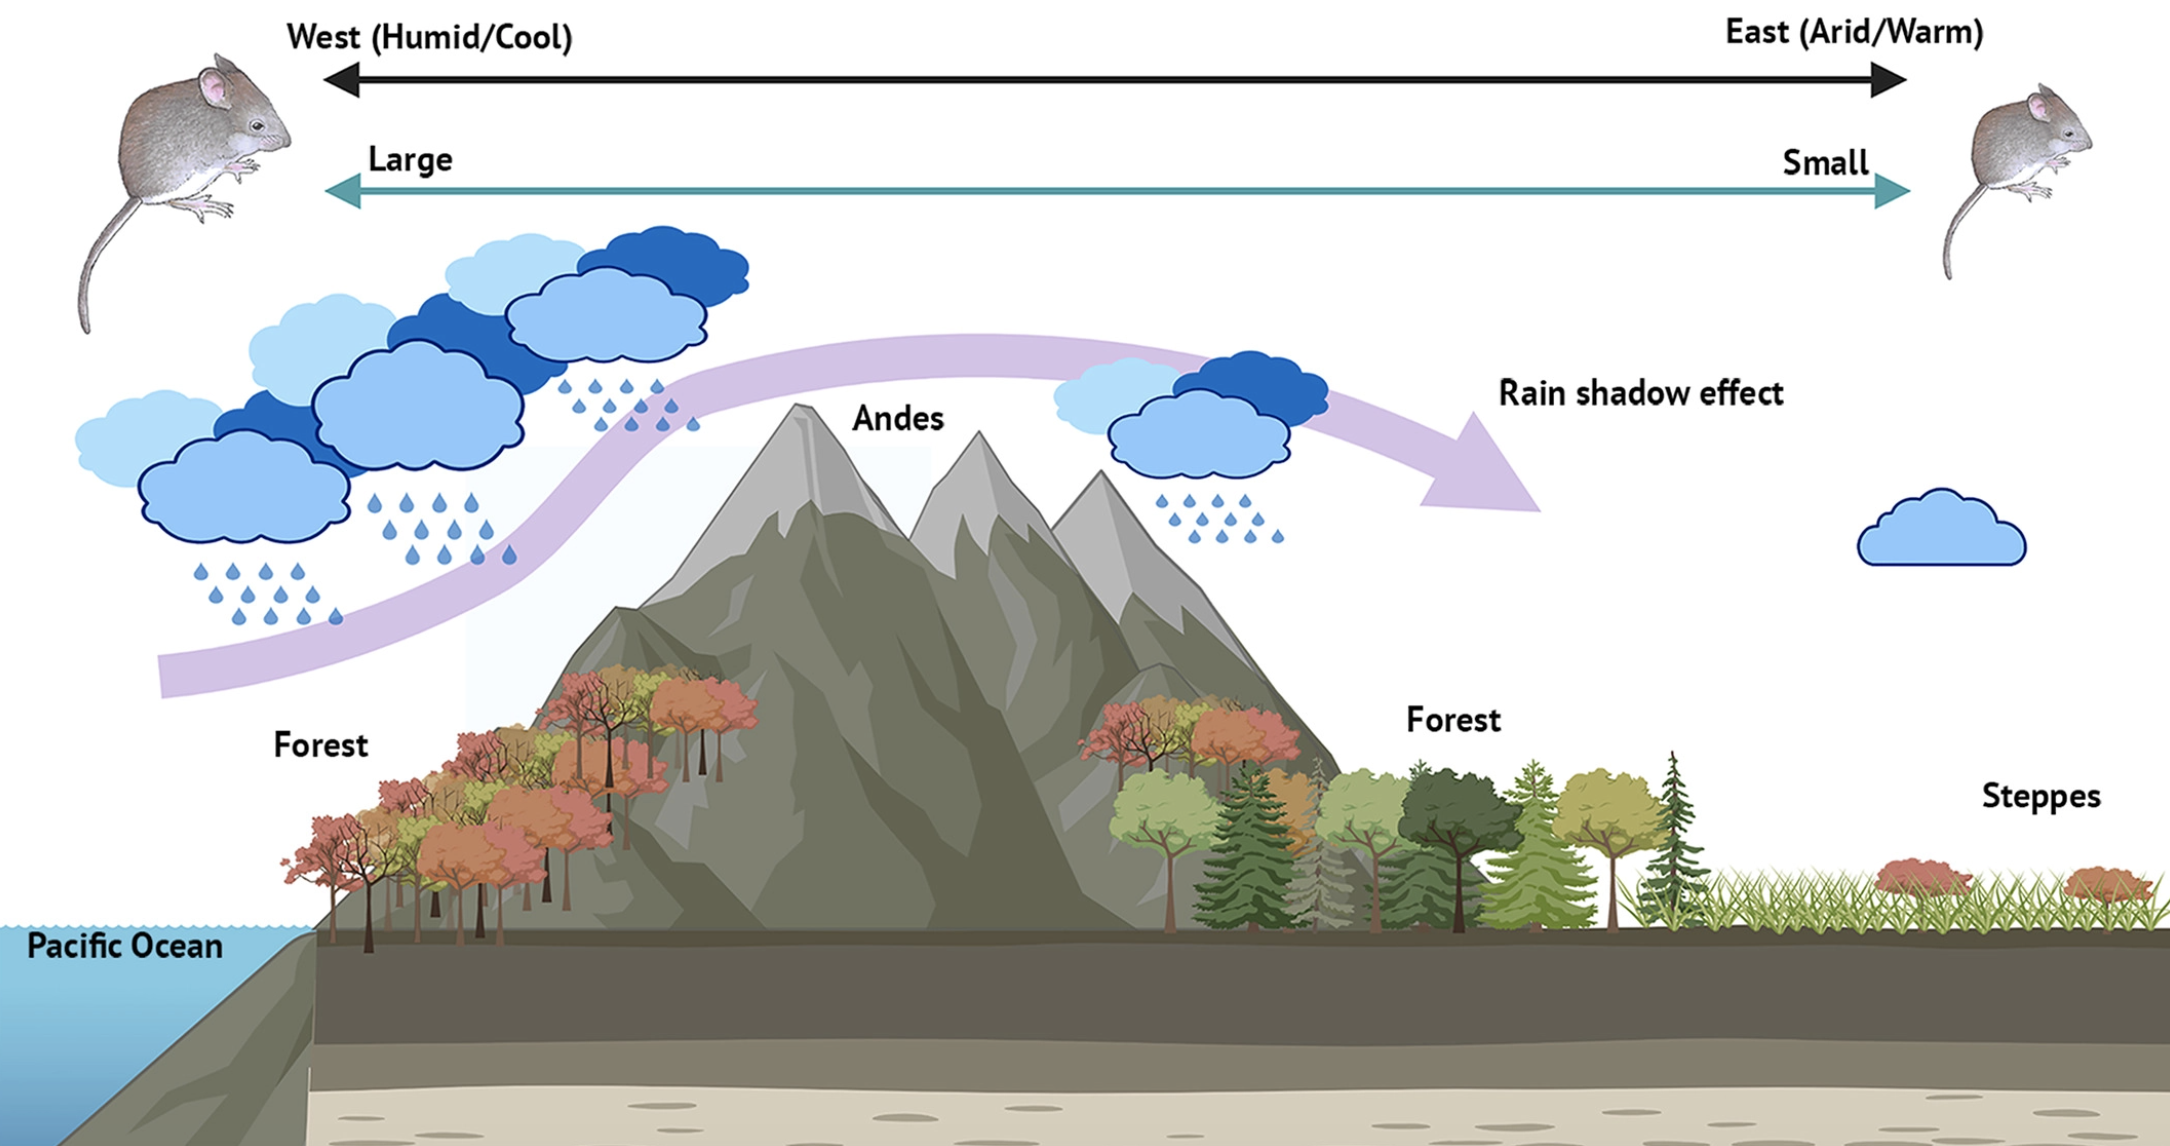 West (Humid/Cool)
East (Arid/Warm)
Large
Small
Rain shadow effect
Andes
Forest
Forest
Steppes
Pacific Ocean